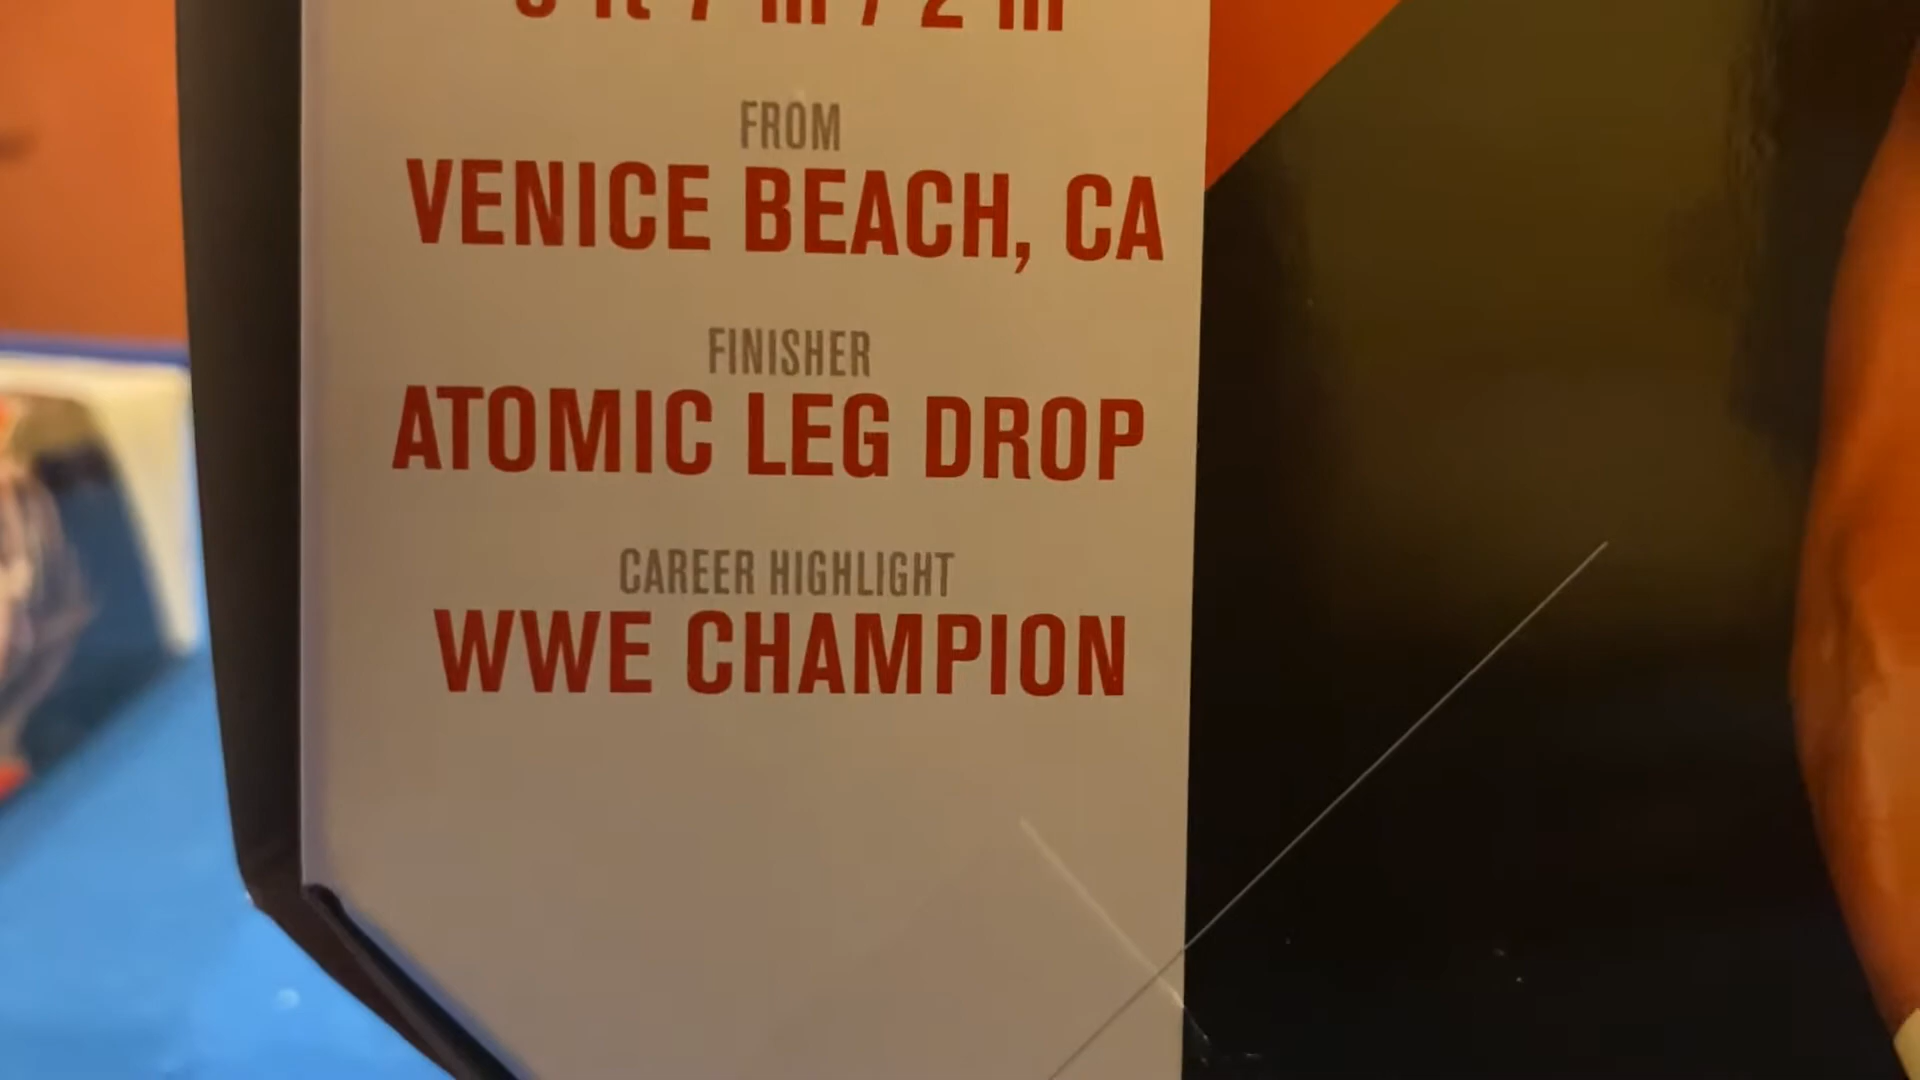 FROM
VENICE BEACH, CA
FINISHER
ATOMIC LEG DROP
CAREER HIGHLIGHT
WWE CHAMPION